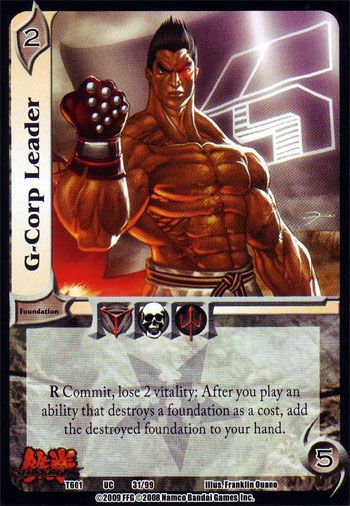 2
G-Corp Leader
Foundation
R Commit, lose 2 vitality: After you play an
ability that destroys a foundation as a cost, add
the destroyed foundation to your hand.
5
T601 UC 31/99 Illus. Franklin Ouano
©2009 FFG ©2008 Namco Bandai Games Inc.